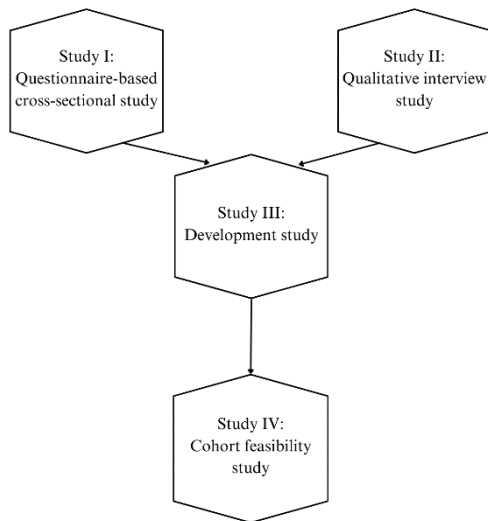 Study I:
Questionnaire-based
cross-sectional study
Study II:
Qualitative interview
study
Study III:
Development study
Study IV:
Cohort feasibility
study